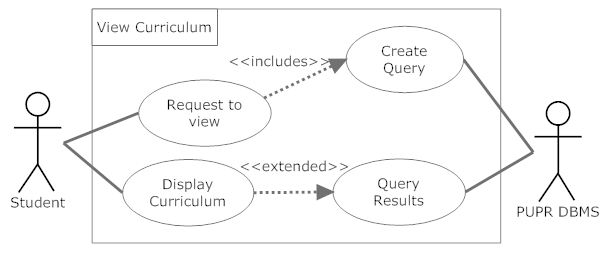 View Curriculum
<<includes>>
Create
Query
Request to
view
Student
Display
Curriculum
<<extended>>
Query
Results
PUPR DBMS